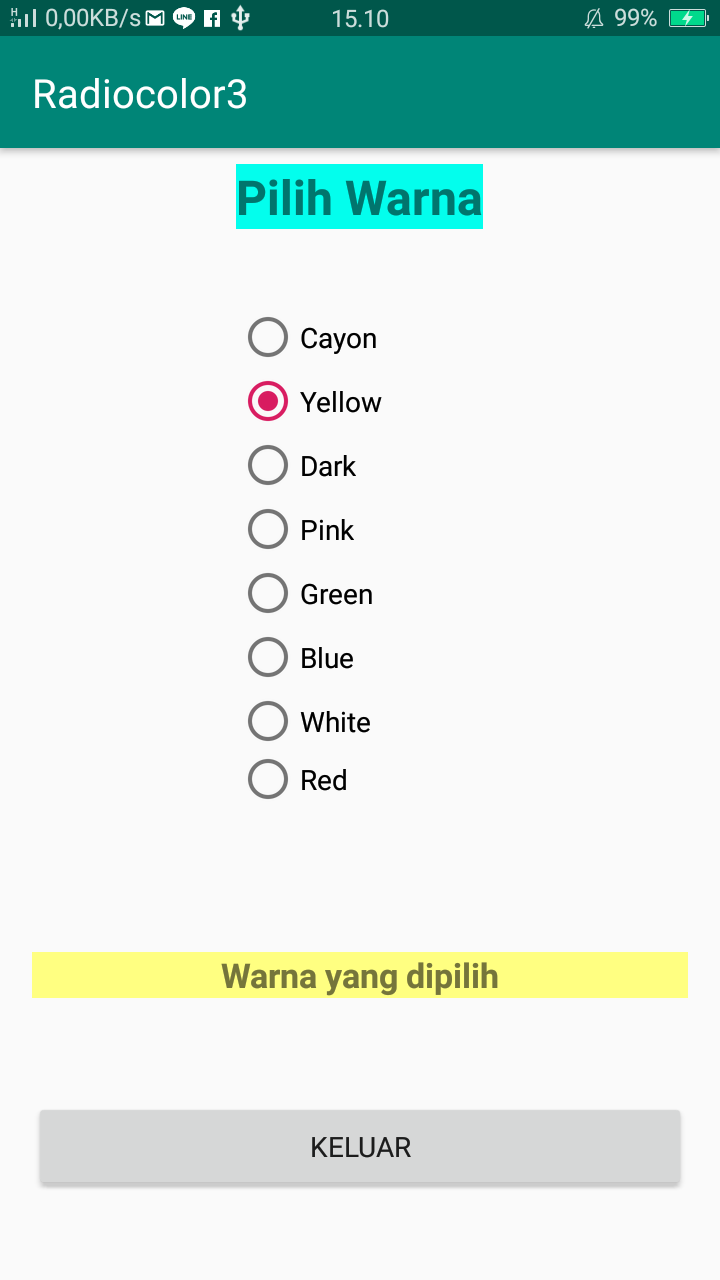 H 0,00KB/s LINE 15.10 99%
Radiocolor3
Pilih Warna
Cayon
Yellow
Dark
Pink
Green
Blue
White
Red
Warna yang dipilih
KELUAR